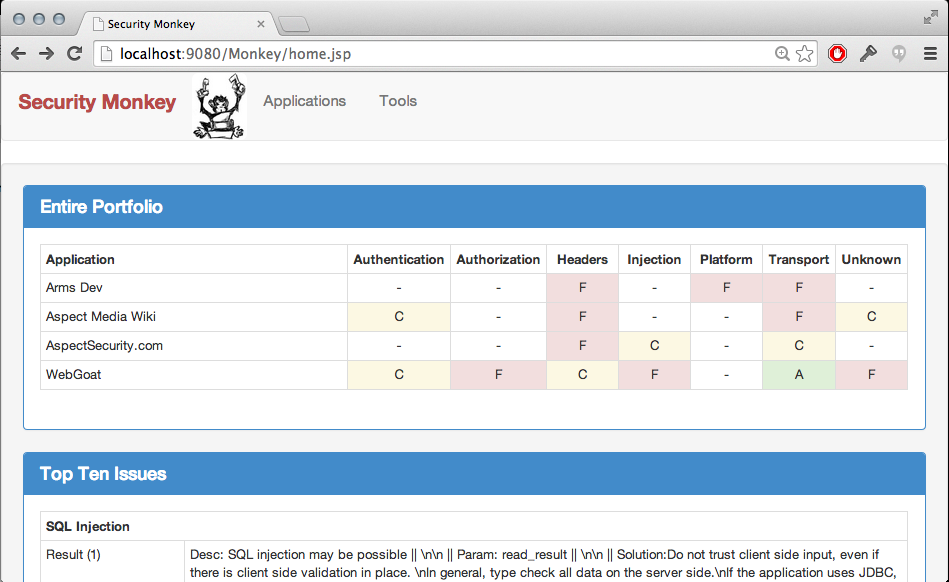 Security Monkey
localhost:9080/Monkey/home.jsp
Security Monkey Applications Tools
Entire Portfolio
Application Authentication Authorization Headers Injection Platform Transport Unknown
Arms Dev - - F - F F -
Aspect Media Wiki C - F - - F C
AspectSecurity.com - - F C - C -
WebGoat C F C F - A F
Top Ten Issues
SQL Injection
Result (1) Desc: SQL injection may be possible || \n\n || Param: read_result || \n\n || Solution:Do not trust client side input, even if
there is client side validation in place. \nIn general, type check all data on the server side.\nIf the application uses JDBC,